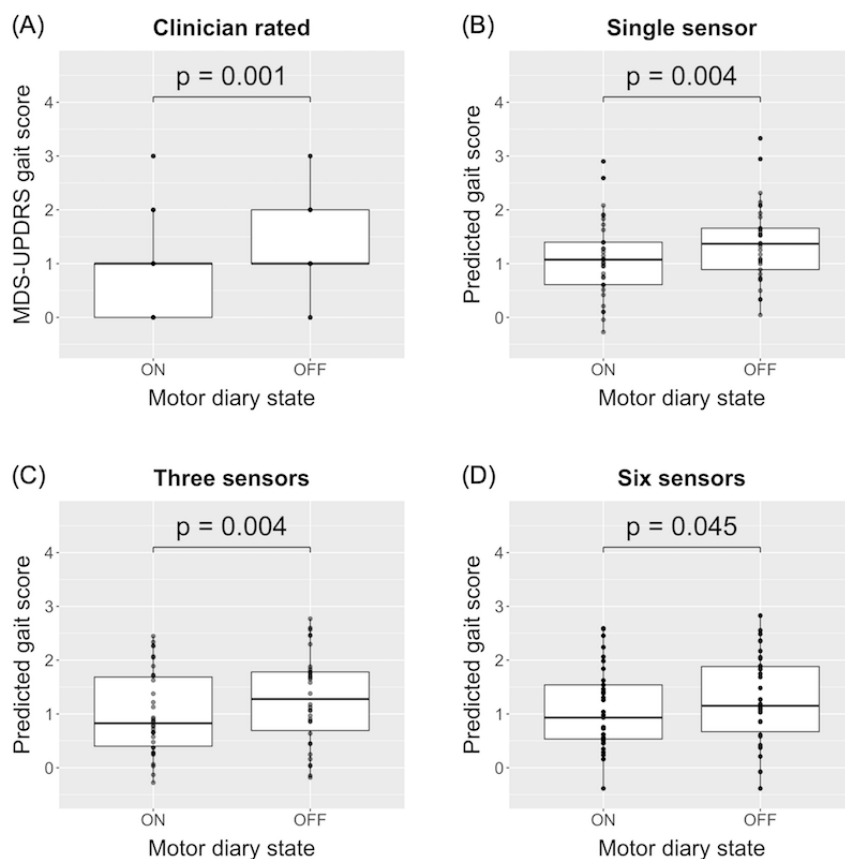 (A) Clinician rated
p = 0.001
MDS-UPDRS gait score
4
3
2
1
0
ON OFF
Motor diary state
(B) Single sensor
p = 0.004
Predicted gait score
4
3
2
1
0
ON OFF
Motor diary state
(C) Three sensors
p = 0.004
Predicted gait score
4
3
2
1
0
ON OFF
Motor diary state
(D) Six sensors
p = 0.045
Predicted gait score
4
3
2
1
0
ON OFF
Motor diary state